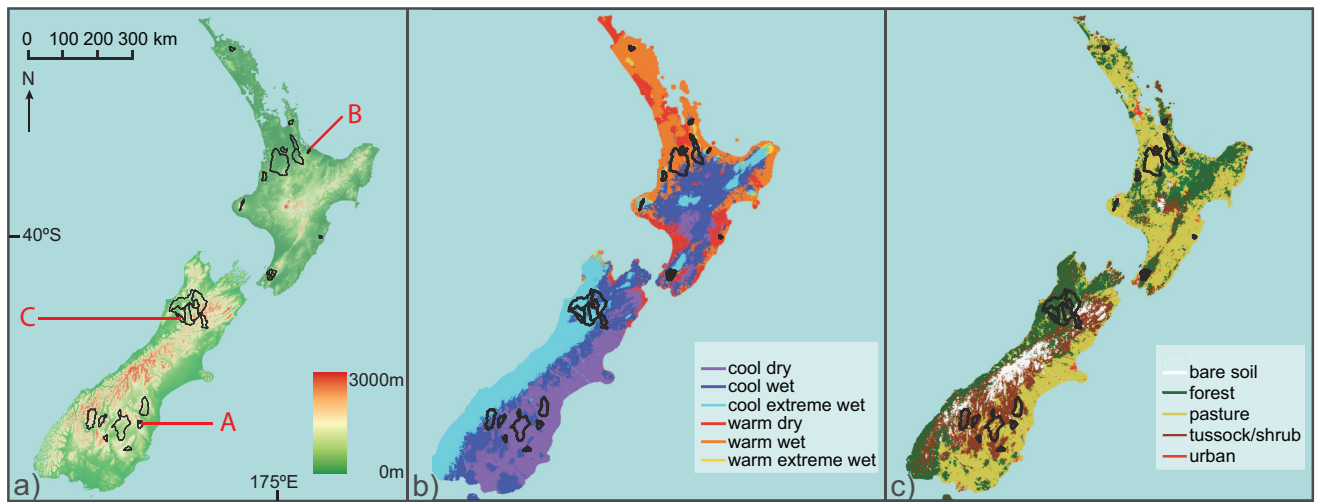 0 100 200 300 km
N
B
40ºS
C
3000m
A
0m
a)
175ºE
b)
cool dry
cool wet
cool extreme wet
warm dry
warm wet
warm extreme wet
c)
bare soil
forest
pasture
tussock/shrub
urban